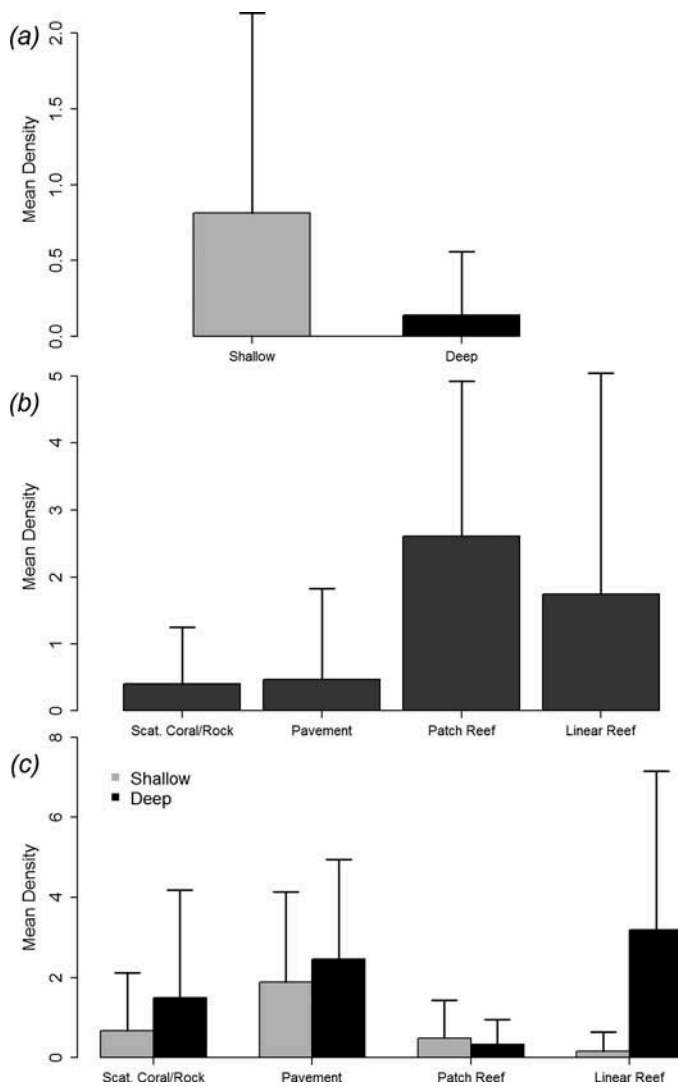 (a)
Mean Density
2.0
1.5
1.0
0.5
0.0
Shallow Deep
(b)
Mean Density
5
4
3
2
1
0
Scat. Coral/Rock Pavement Patch Reef Linear Reef
(c)
Mean Density
8
6
4
2
0
Shallow
Deep
Scat. Coral/Rock Pavement Patch Reef Linear Reef